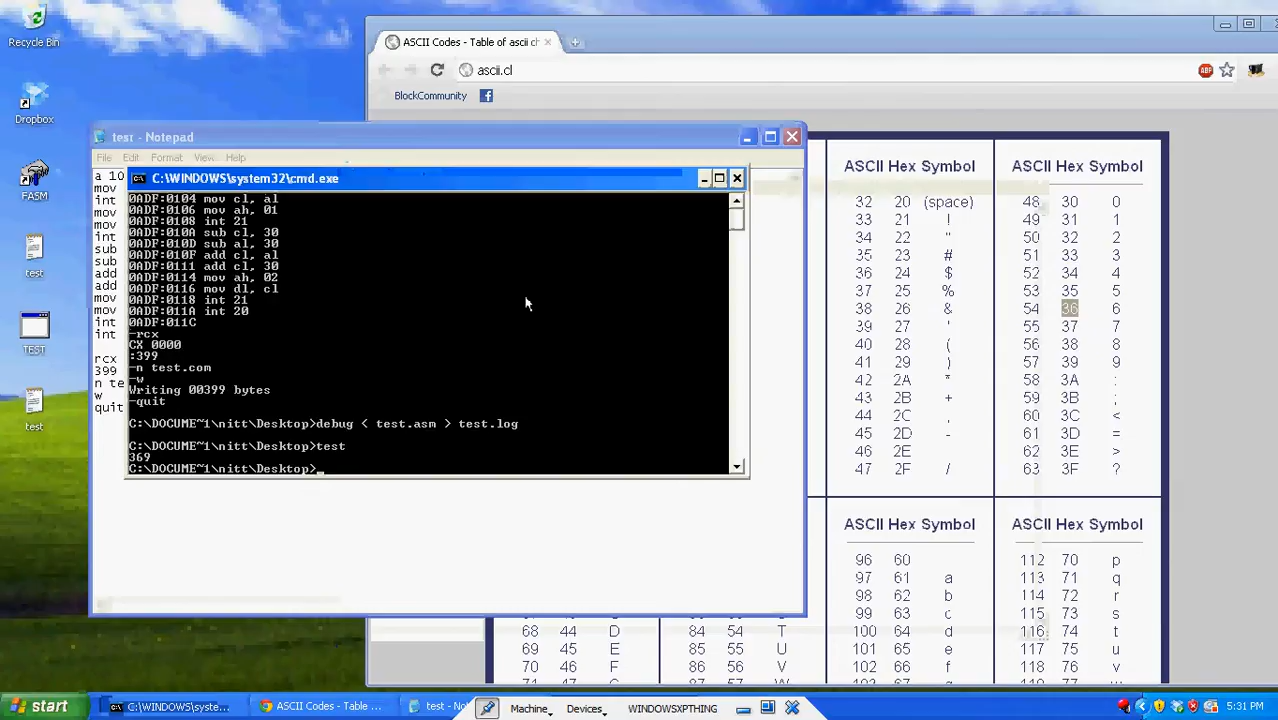 Recycle Bin
Dropbox
FASM
test
TEST
test
ASCII Codes - Table of ascii ch
ascii.cl
BlockCommunity
test - Notepad
File Edit Format View Help
a 10
mov
int
mov
mov
int
sub
sub
add
add
mov
mov
int
int
rcx
399
n te
w
quit
C:\WINDOWS\system32\cmd.exe
0ADF:0104 mov cl, al
0ADF:0106 mov ah, 01
0ADF:0108 int 21
0ADF:010A sub cl, 30
0ADF:010D sub al, 30
0ADF:010F add cl, al
0ADF:0111 add cl, 30
0ADF:0114 mov ah, 02
0ADF:0116 mov dl, cl
0ADF:0118 int 21
0ADF:011A int 20
0ADF:011C
-rcx
CX 0000
:399
-n test.com
-w
Writing 00399 bytes
-quit
C:\DOCUME~1\nitt\Desktop>debug < test.asm > test.log
C:\DOCUME~1\nitt\Desktop>test
369
C:\DOCUME~1\nitt\Desktop>_
ASCII Hex Symbol
32 20 (space)
33 21 !
34 22 "
35 23 #
36 24 $
37 25 %
38 26 &
39 27 '
40 28 (
41 29 )
42 2A *
43 2B +
44 2C ,
45 2D -
46 2E .
47 2F /
ASCII Hex Symbol
48 30 0
49 31 1
50 32 2
51 33 3
52 34 4
53 35 5
54 36 6
55 37 7
56 38 8
57 39 9
58 3A :
59 3B ;
60 3C <
61 3D =
62 3E >
63 3F ?
68 44 D
69 45 E
70 46 F
84 54 T
85 55 U
86 56 V
ASCII Hex Symbol
96 60
97 61 a
98 62 b
99 63 c
100 64 d
101 65 e
102 66 f
ASCII Hex Symbol
112 70 p
113 71 q
114 72 r
115 73 s
116 74 t
117 75 u
118 76 v
start
C:\WINDOWS\syste...
ASCII Codes - Table ...
test - No
Machine
Devices
WINDOWSXPTHING
5:31 PM